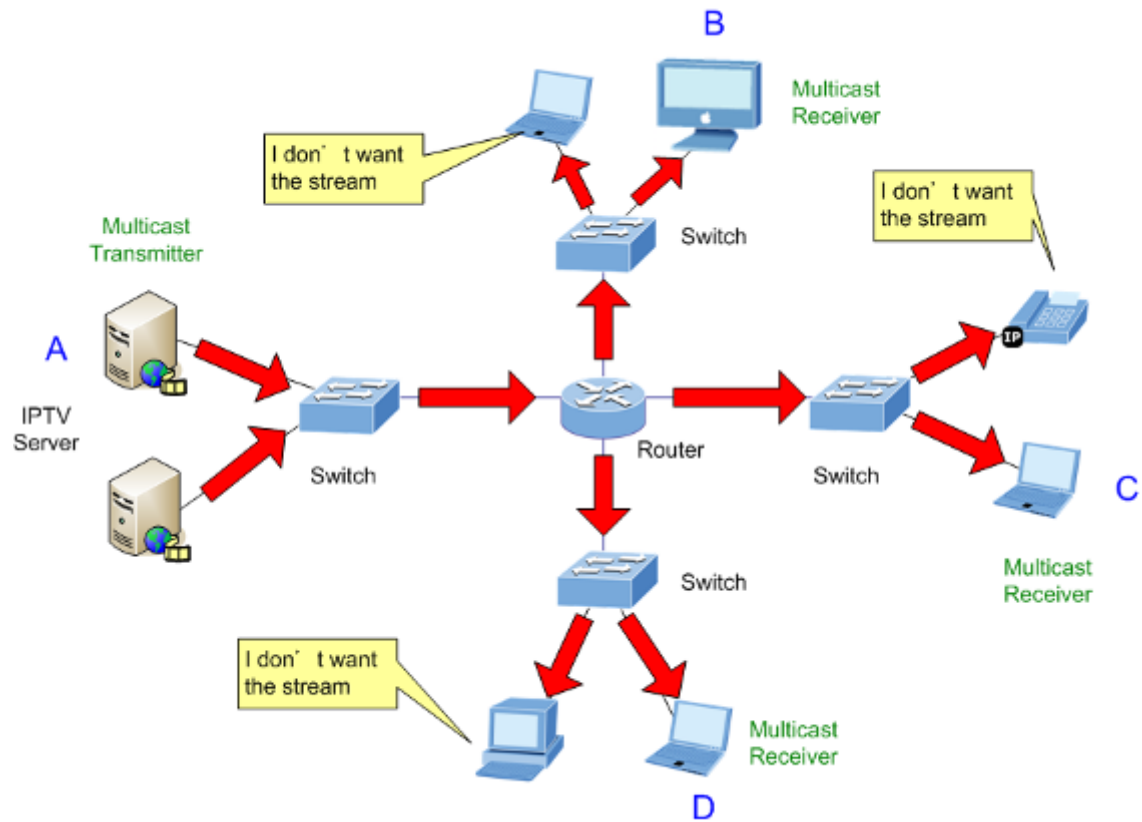 B
Multicast
Receiver
I don't want
the stream
I don't want
the stream
Multicast
Transmitter
Switch
A
IP
IPTV
Server
Switch
Router
Switch
C
Multicast
Receiver
Switch
I don't want
the stream
Multicast
Receiver
D